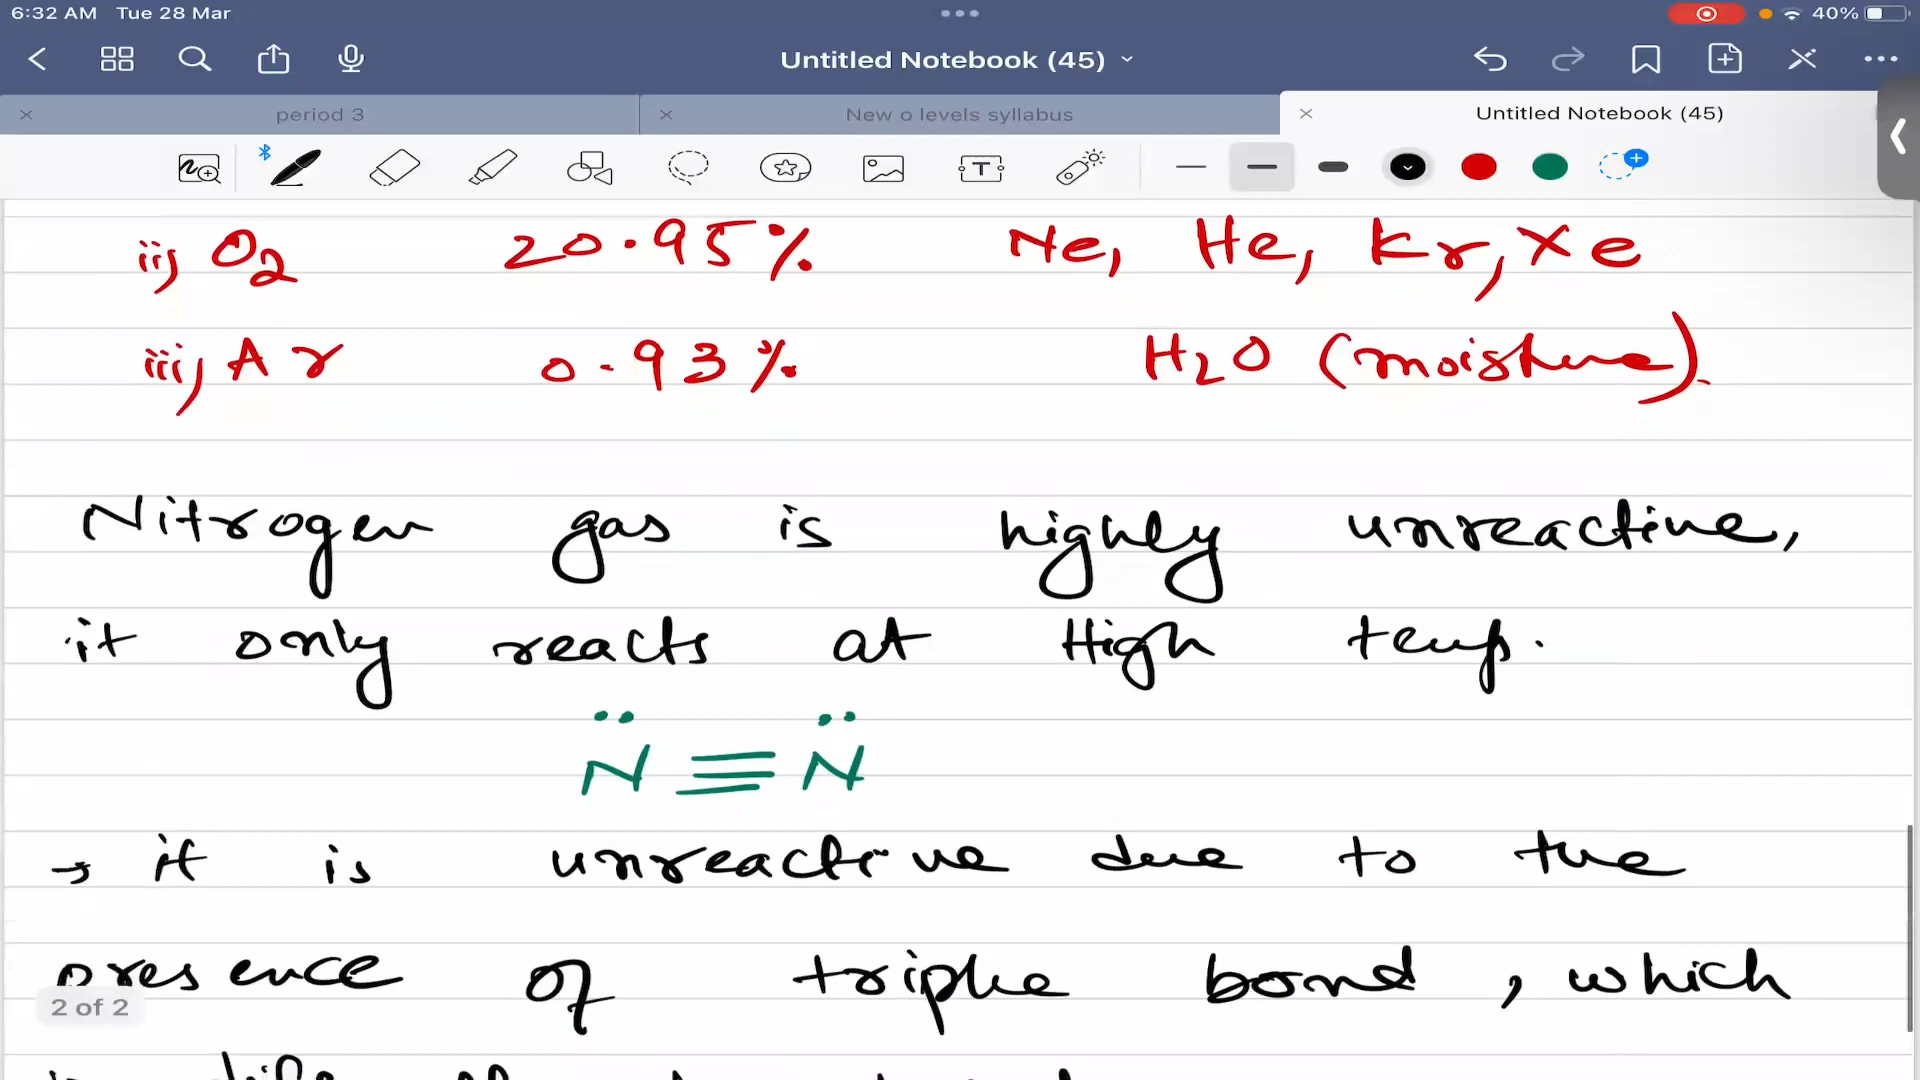 6:32 AM Tue 28 Mar 40%
Untitled Notebook (45)
period 3 New o levels syllabus Untitled Notebook (45)
T
ii) O2 20.95% Ne, He, Kr, Xe
iii) Ar 0.93% H2O (moisture).
Nitrogen gas is highly unreactive,
it only reacts at High temp.
N ≡ N
→ it is unreactive due to the
presence of triple bond, which
2 of 2